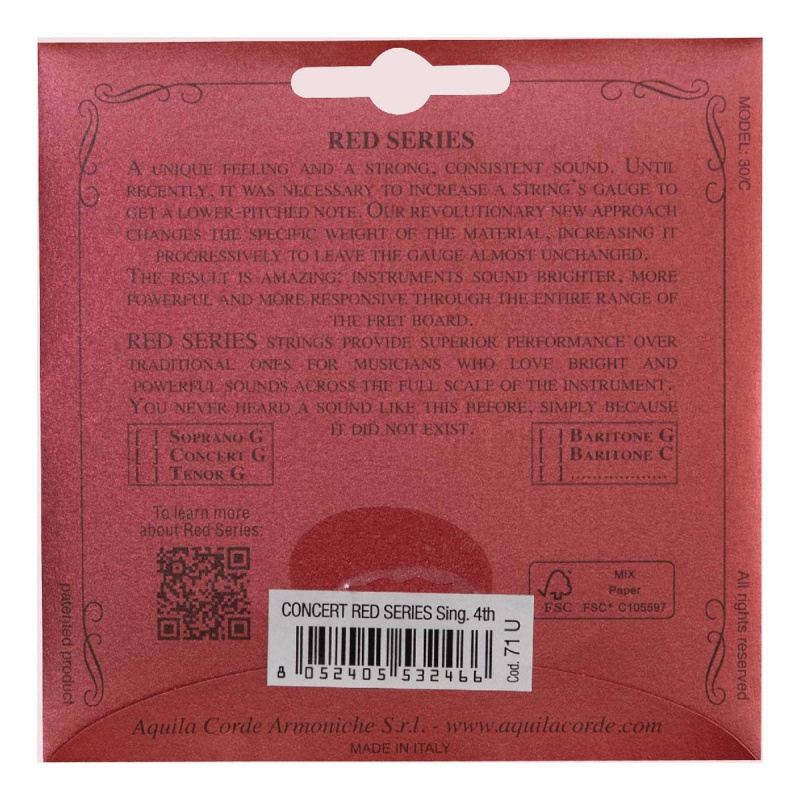 RED SERIES
A UNIQUE FEELING AND A STRONG, CONSISTENT SOUND. UNTIL
RECENTLY, IT WAS NECESSARY TO INCREASE A STRING'S GAUGE TO
GET A LOWER-PITCHED NOTE. OUR REVOLUTIONARY NEW APPROACH
CHANGES THE SPECIFIC WEIGHT OF THE MATERIAL, INCREASING IT
PROGRESSIVELY TO LEAVE THE GAUGE ALMOST UNCHANGED.
THE RESULT IS AMAZING: INSTRUMENTS SOUND BRIGHTER, MORE
POWERFUL AND MORE RESPONSIVE THROUGH THE ENTIRE RANGE OF
THE FRET BOARD.
RED SERIES STRINGS PROVIDE SUPERIOR PERFORMANCE OVER
TRADITIONAL ONES FOR MUSICIANS WHO LOVE BRIGHT AND
POWERFUL SOUNDS ACROSS THE FULL SCALE OF THE INSTRUMENT.
YOU NEVER HEARD A SOUND LIKE THIS BEFORE, SIMPLY BECAUSE
IT DID NOT EXIST.
MODEL: 30/C
[ ] SOPRANO G
[ ] CONCERT G
[ ] TENOR G
[ ] BARITONE G
[ ] BARITONE C
[ ] ..................
To learn more
about Red Series:
FSC
MIX
Paper
FSC® C105597
CONCERT RED SERIES Sing. 4th
8 052405 532466
Cod. 71 U
patented product
All rights reserved
Aquila Corde Armoniche S.r.l. - www.aquilacorde.com
MADE IN ITALY